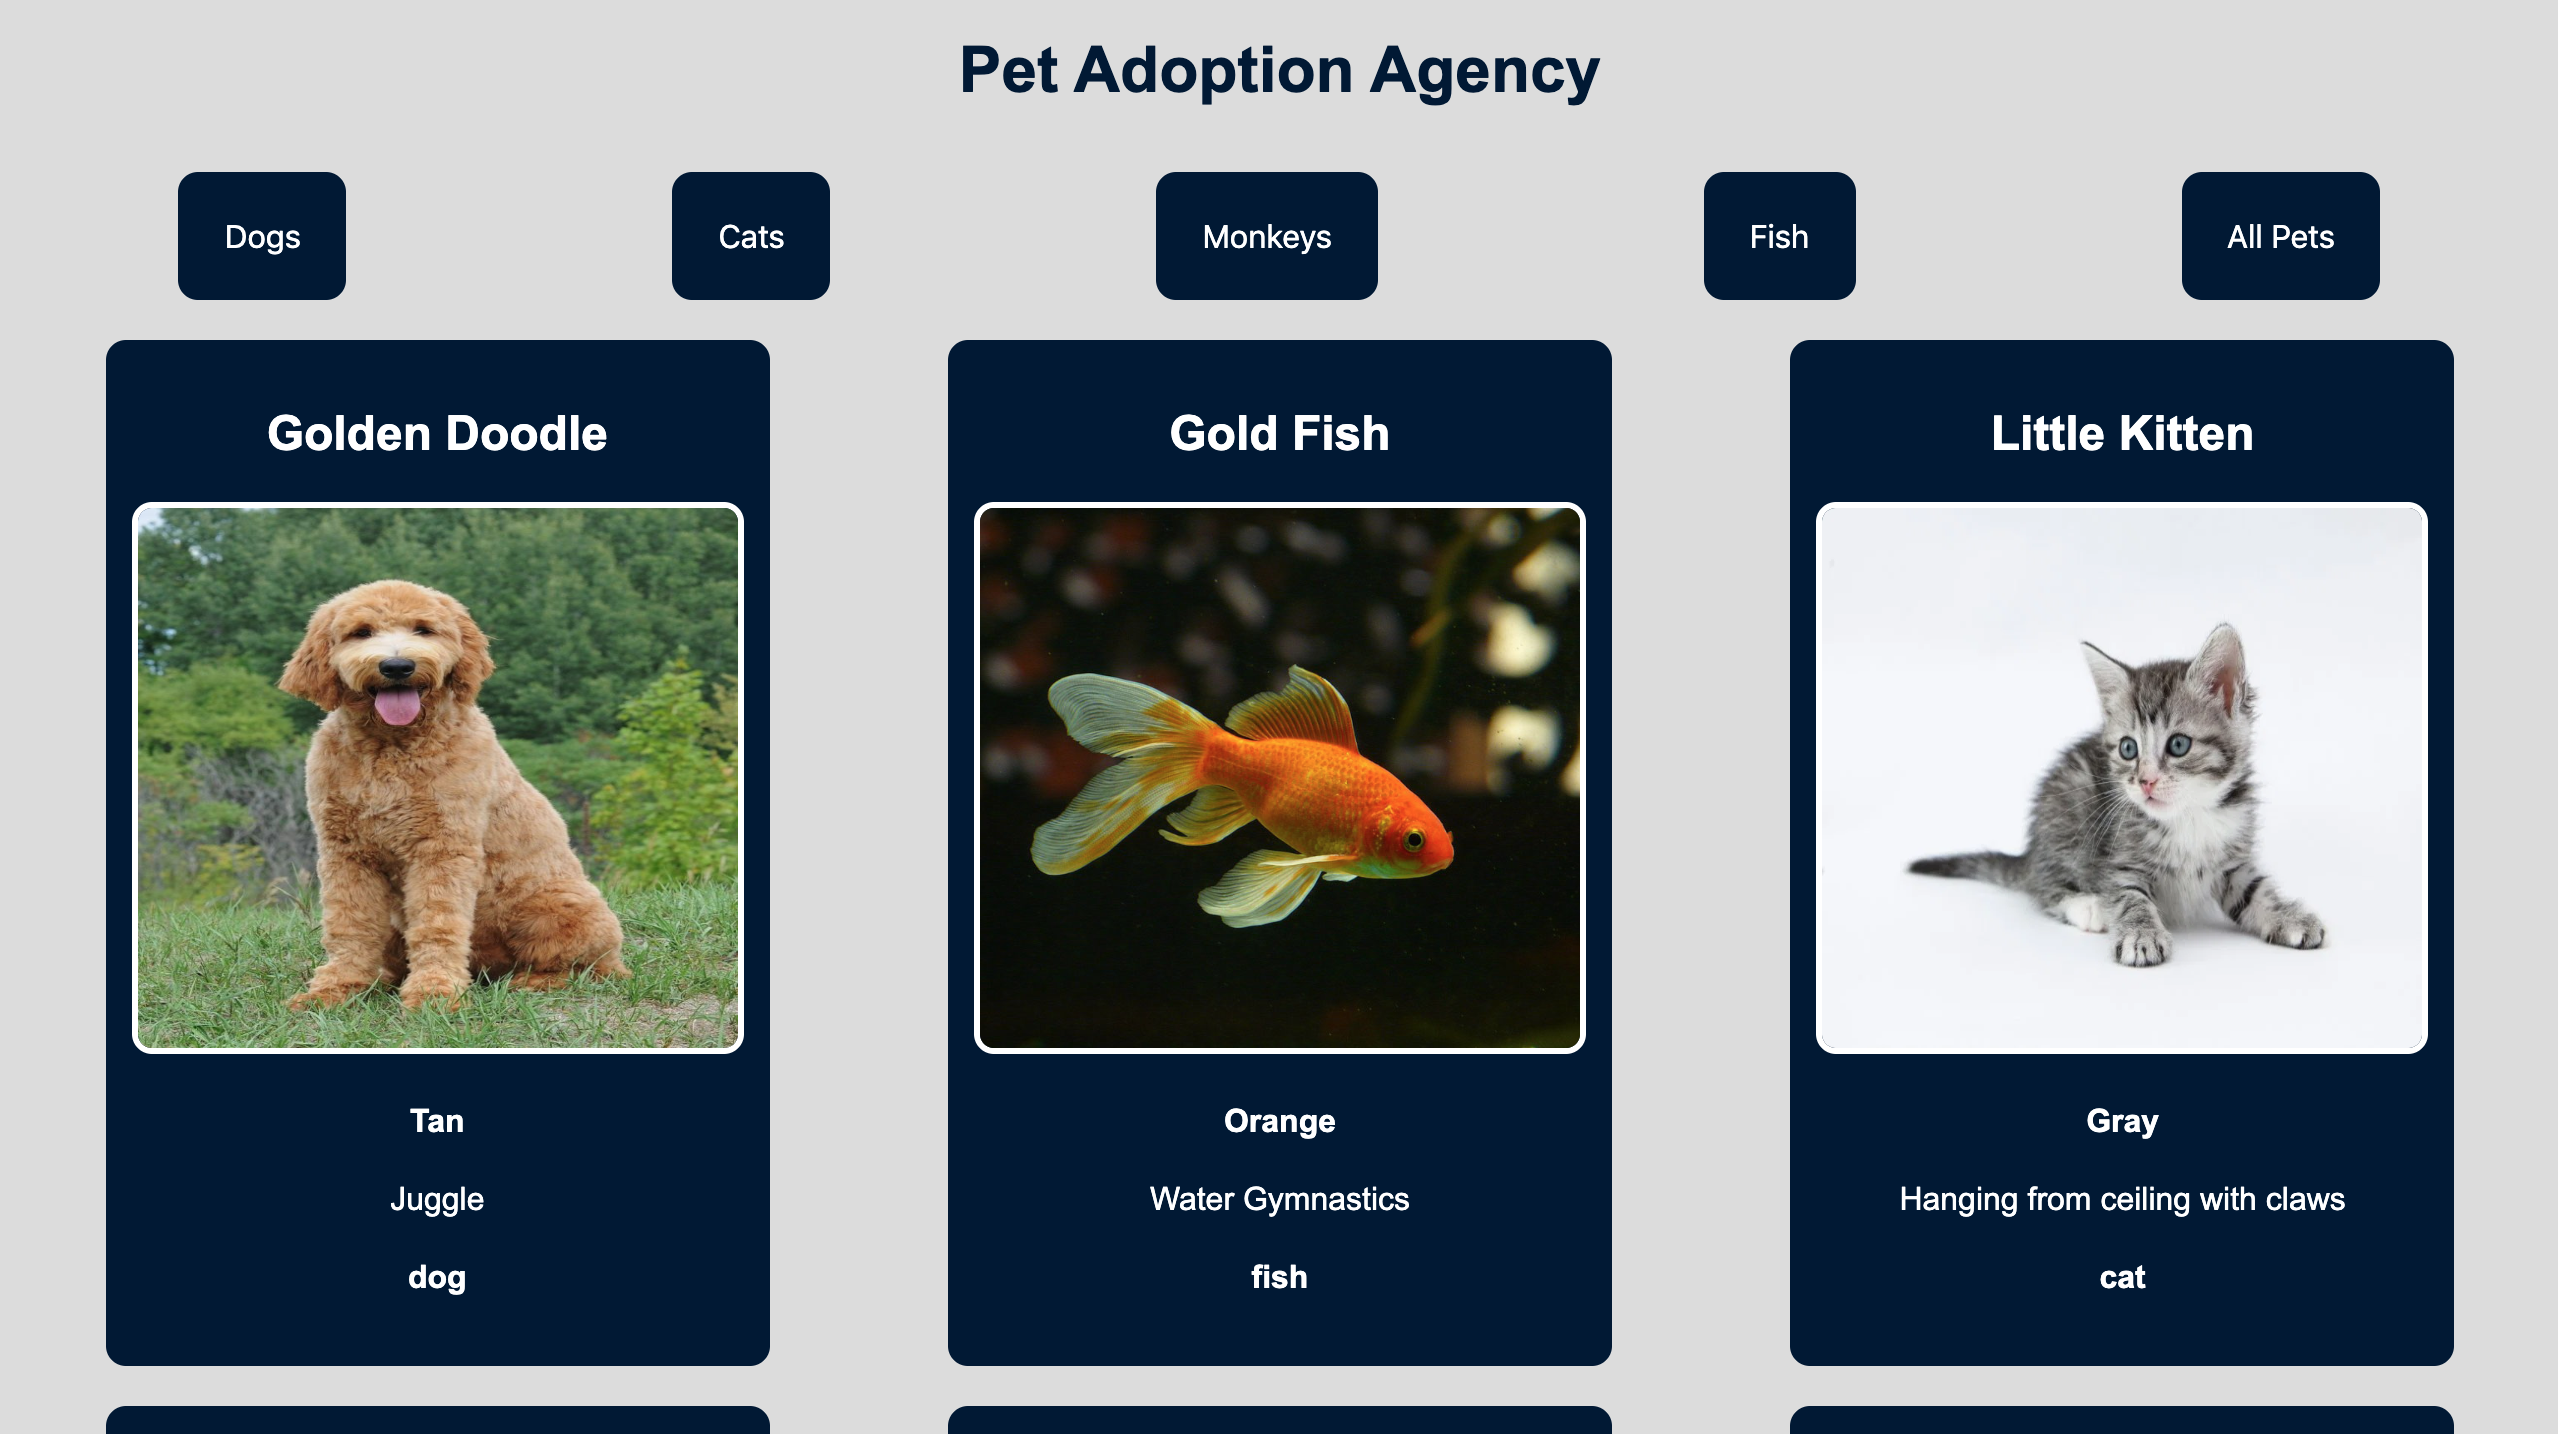 Pet Adoption Agency
Dogs
Cats
Monkeys
Fish
All Pets
Golden Doodle
Tan
Juggle
dog
Gold Fish
Orange
Water Gymnastics
fish
Little Kitten
Gray
Hanging from ceiling with claws
cat